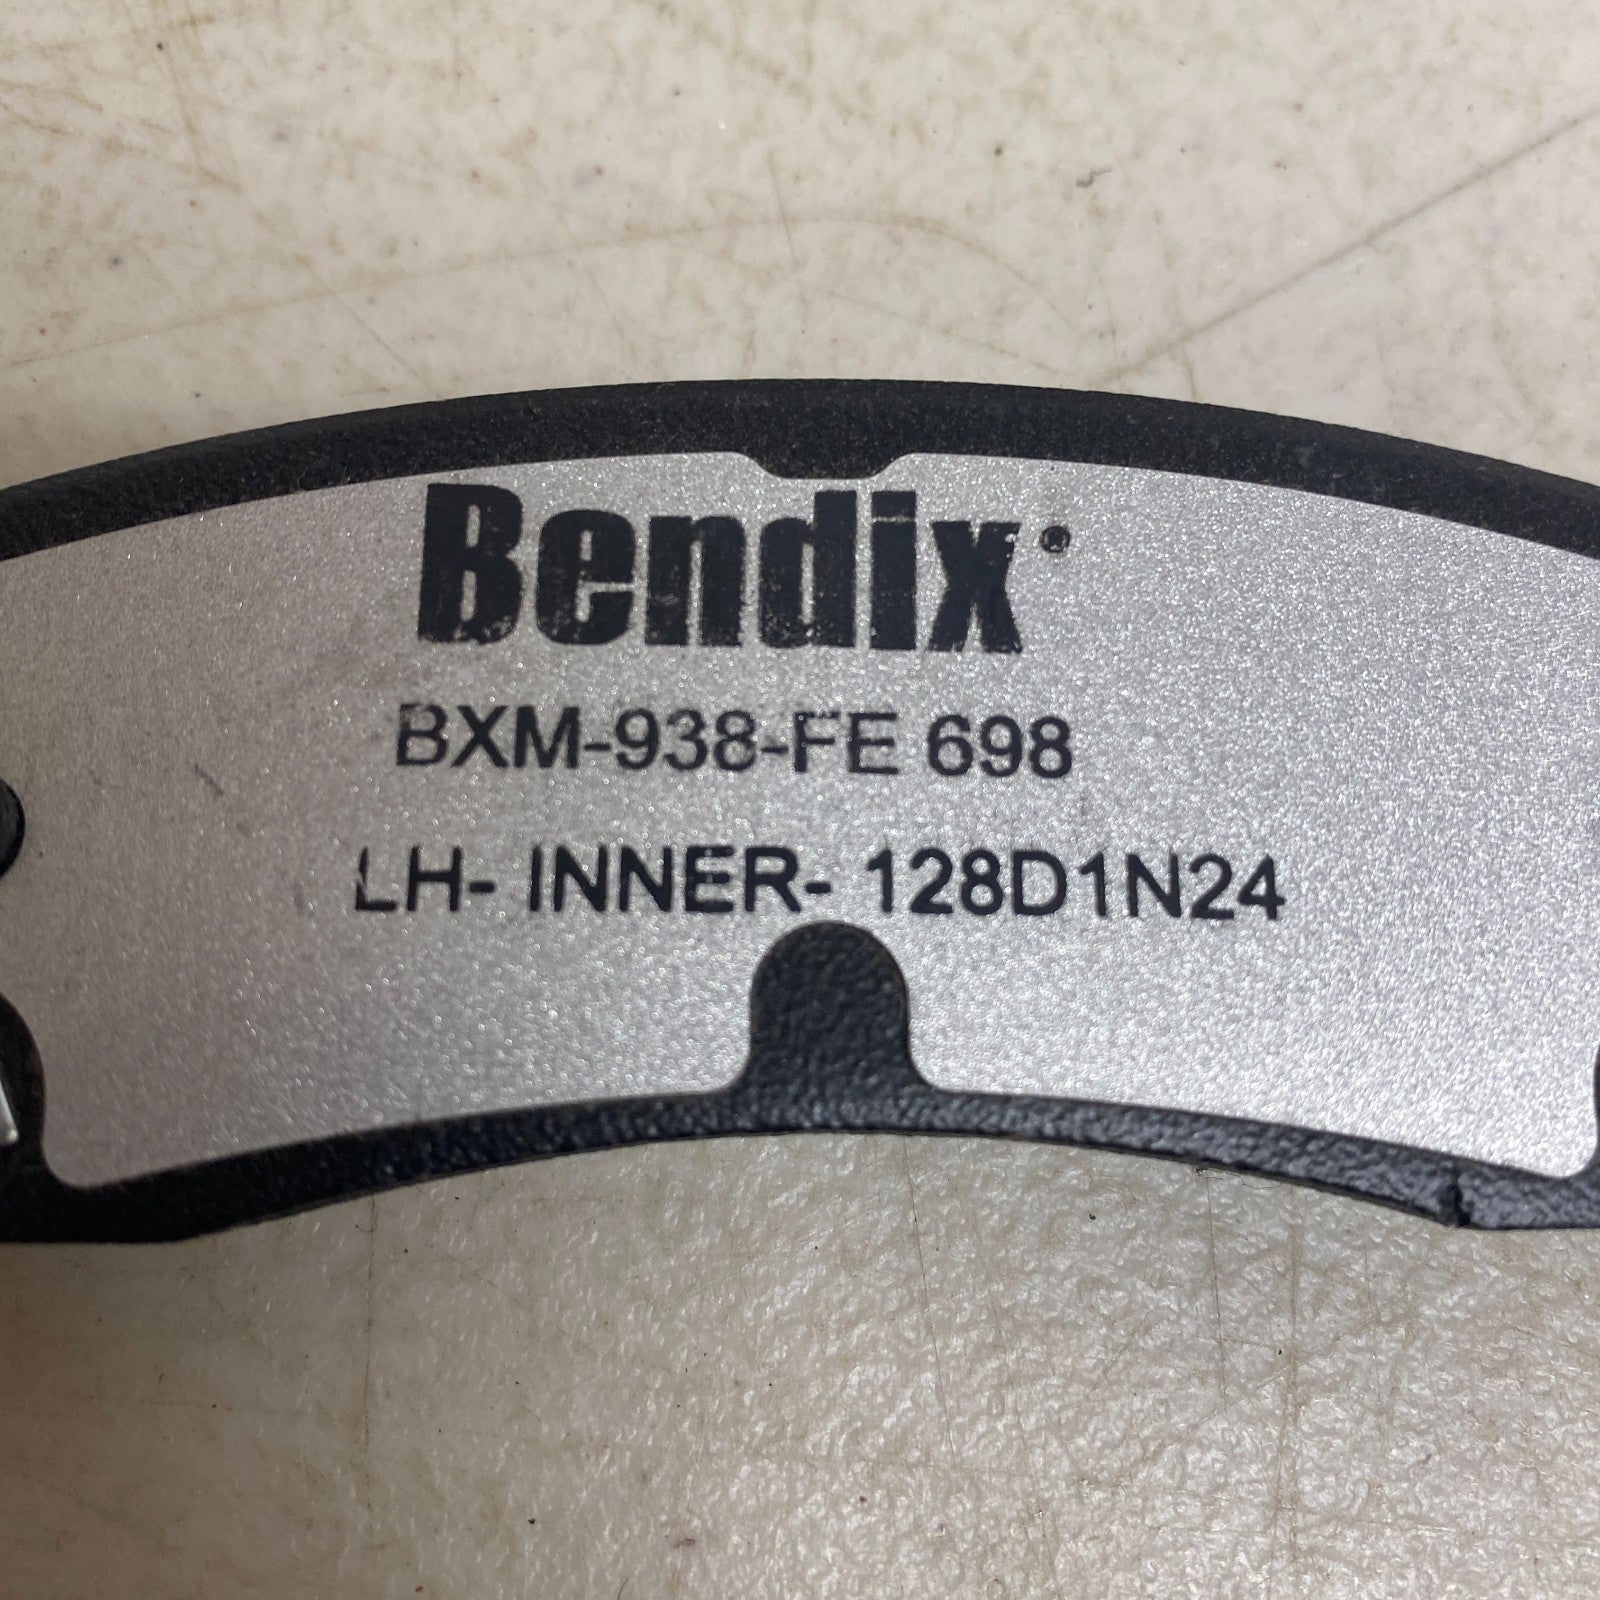 Bendix®
BXM-938-FE 698
LH- INNER- 128D1N24